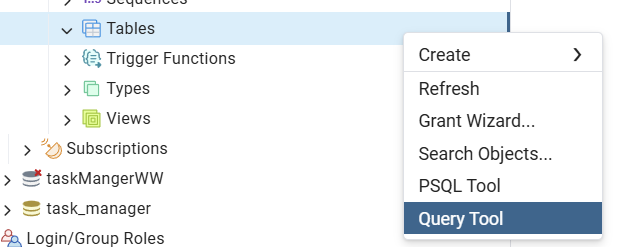 Sequences
Tables
Trigger Functions
Types
Views
Subscriptions
taskMangerWW
task_manager
Login/Group Roles
Create
Refresh
Grant Wizard...
Search Objects...
PSQL Tool
Query Tool